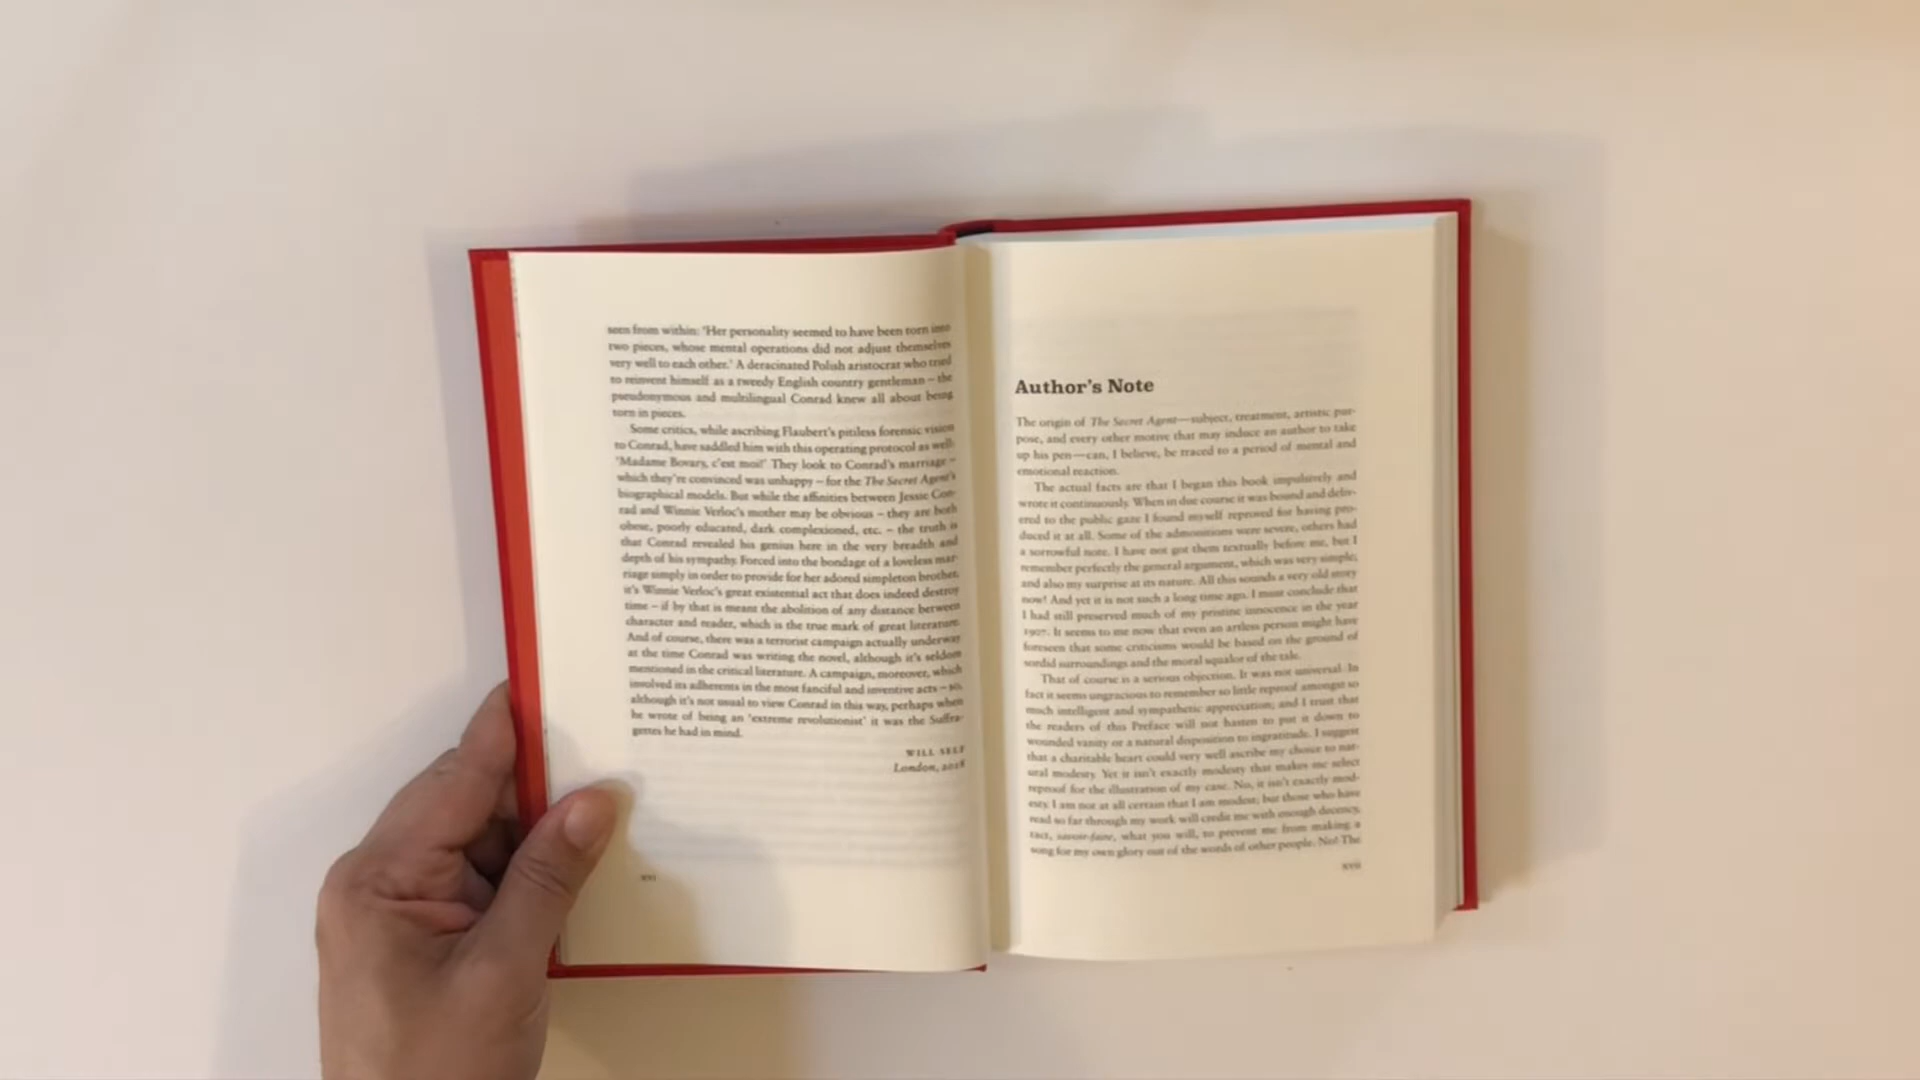 seen from within: 'Her personality seemed to have been torn into
two pieces, whose mental operations did not adjust themselves
very well to each other.' A deracinated Polish aristocrat who tried
to reinvent himself as a tweedy English country gentleman – the
pseudonymous and multilingual Conrad knew all about being
torn in pieces.
Some critics, while ascribing Flaubert's pitiless forensic vision
to Conrad, have saddled him with this operating protocol as well:
'Madame Bovary, c'est moi!' They look to Conrad's marriage –
which they're convinced was unhappy – for the The Secret Agent's
biographical models. But while the affinities between Jessie Con-
rad and Winnie Verloc's mother may be obvious – they are both
obese, poorly educated, dark complexioned, etc. – the truth is
that Conrad revealed his genius here in the very breadth and
depth of his sympathy. Forced into the bondage of a loveless mar-
riage simply in order to provide for her adored simpleton brother,
it's Winnie Verloc's great existential act that does indeed destroy
time – if by that is meant the abolition of any distance between
character and reader, which is the true mark of great literature.
And of course, there was a terrorist campaign actually underway
at the time Conrad was writing the novel, although it's seldom
mentioned in the critical literature. A campaign, moreover, which
involved its adherents in the most fanciful and inventive acts – so,
although it's not usual to view Conrad in this way, perhaps when
he wrote of being an 'extreme revolutionist' it was the Suffra-
gettes he had in mind.
WILL SELF
London, 2018
xvi
Author's Note
The origin of The Secret Agent—subject, treatment, artistic pur-
pose, and every other motive that may induce an author to take
up his pen—can, I believe, be traced to a period of mental and
emotional reaction.
The actual facts are that I began this book impulsively and
wrote it continuously. When in due course it was bound and deliv-
ered to the public gaze I found myself reproved for having pro-
duced it at all. Some of the admonitions were severe, others had
a sorrowful note. I have not got them textually before me, but I
remember perfectly the general argument, which was very simple;
and also my surprise at its nature. All this sounds a very old story
now! And yet it is not such a long time ago. I must conclude that
I had still preserved much of my pristine innocence in the year
1907. It seems to me now that even an artless person might have
foreseen that some criticisms would be based on the ground of
sordid surroundings and the moral squalor of the tale.
That of course is a serious objection. It was not universal. In
fact it seems ungracious to remember so little reproof amongst so
much intelligent and sympathetic appreciation; and I trust that
the readers of this Preface will not hasten to put it down to
wounded vanity or a natural disposition to ingratitude. I suggest
that a charitable heart could very well ascribe my choice to nat-
ural modesty. Yet it isn't exactly modesty that makes me select
reproof for the illustration of my case. No, it isn't exactly mod-
esty. I am not at all certain that I am modest; but those who have
read so far through my work will credit me with enough decency,
tact, savoir-faire, what you will, to prevent me from making a
song for my own glory out of the words of other people. No! The
xvii